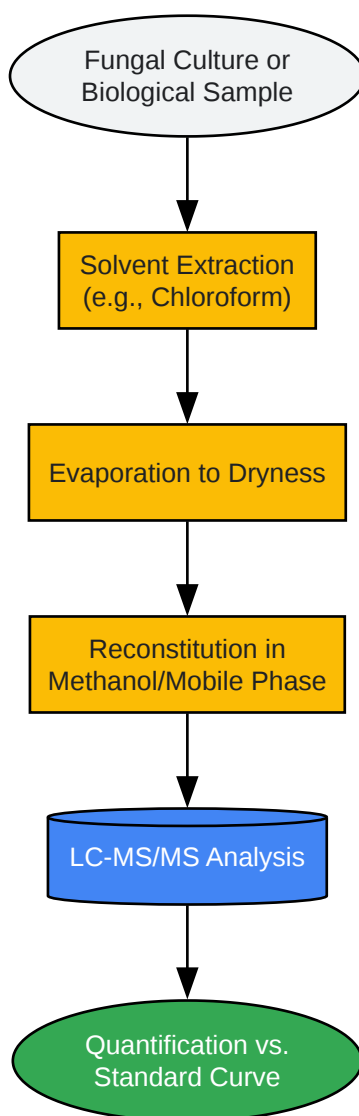 Fungal Culture or
Biological Sample
Solvent Extraction
(e.g., Chloroform)
Evaporation to Dryness
Reconstitution in
Methanol/Mobile Phase
LC-MS/MS Analysis
Quantification vs.
Standard Curve